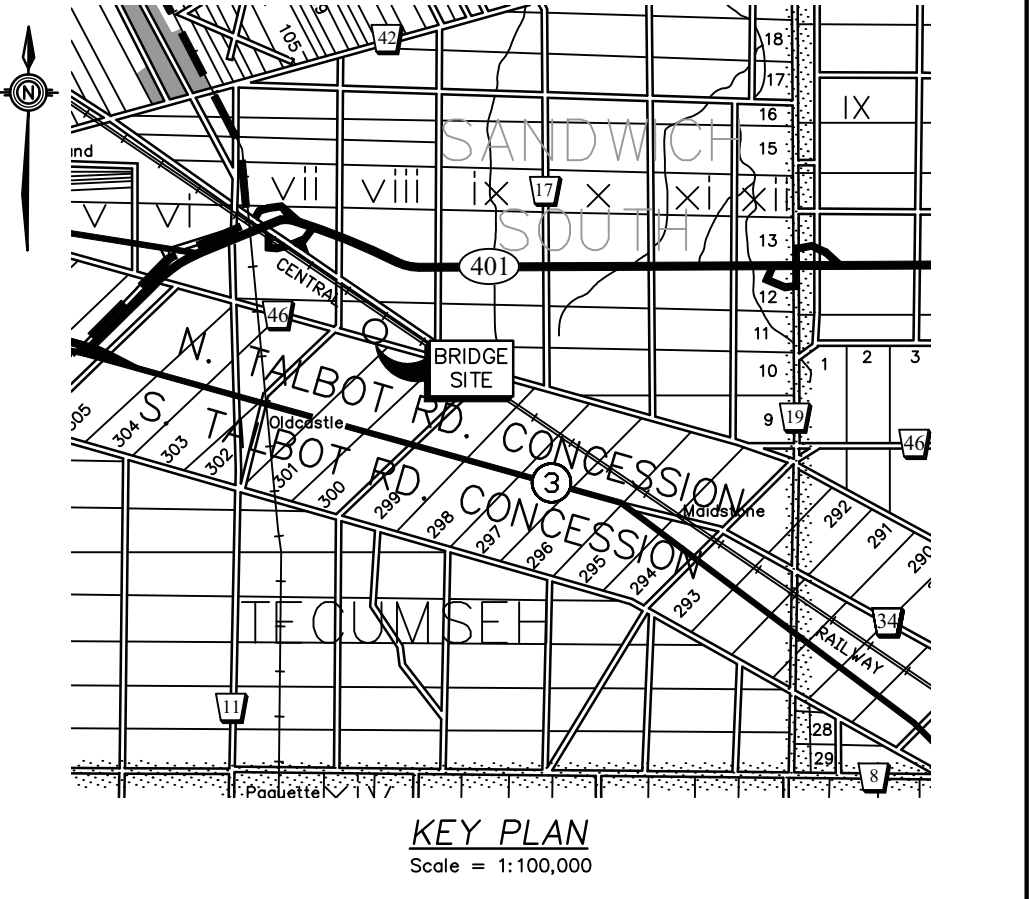 42
105
18
17
16
IX
15
SANDWICH
and
vii viii ix 17 x xi xii
v vi
SOUTH
13
N
401
CENTRAL
12
46
11
N. TALBOT RD. CONCESSION
BRIDGE
SITE
10
1 2 3
9
19
46
S. TALBOT RD. CONCESSION
Oldcastle
305
304
303
302
301
300
299
298
297
296
295
294
293
292
291
290
3
Maidstone
TECUMSEH
34
RAILWAY
11
28
29
8
Paquette
KEY PLAN
Scale = 1:100,000